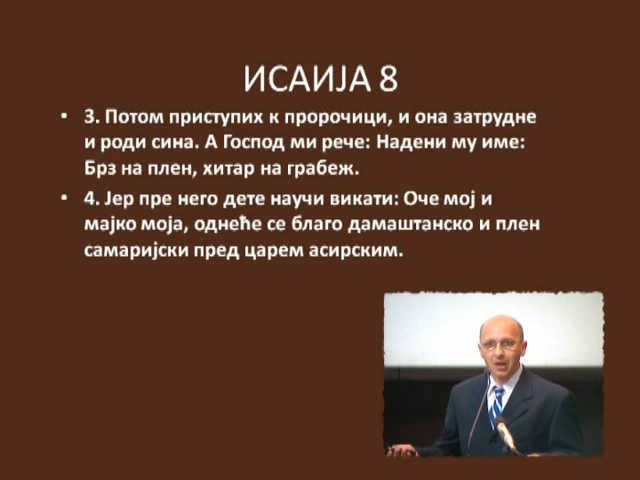 ИСАИЈА 8
• 3. Потом приступих к пророчици, и она затрудне
и роди сина. А Господ ми рече: Надени му име:
Брз на плен, хитар на грабеж.
• 4. Јер пре него дете научи викати: Оче мој и
мајко моја, однеће се благо дамаштанско и плен
самаријски пред царем асирским.